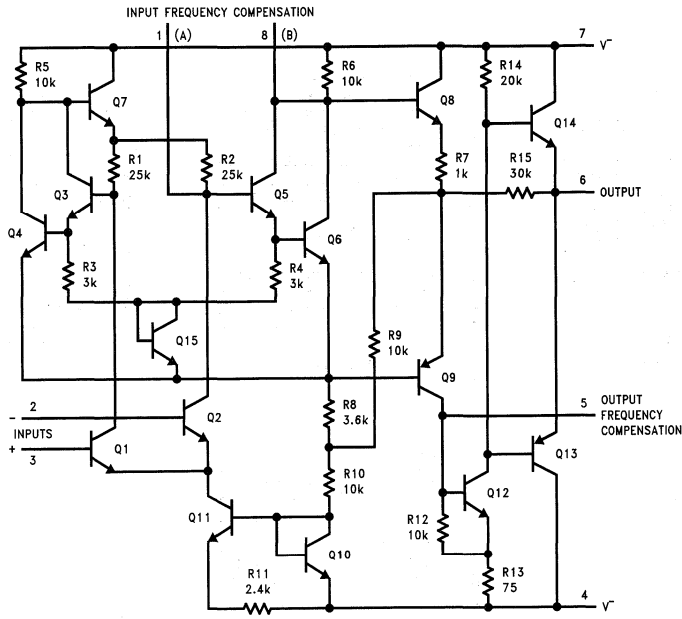 INPUT FREQUENCY COMPENSATION
1 (A)
8 (B)
7
V-
R5
10k
Q7
R6
10k
Q8
R14
20k
Q14
R1
25k
R2
25k
R7
1k
R15
30k
6
OUTPUT
Q3
Q5
Q4
Q6
R3
3k
R4
3k
Q15
R9
10k
Q9
2
-
Q2
R8
3.6k
5
OUTPUT
FREQUENCY
COMPENSATION
INPUTS
+
3
Q1
Q13
R10
10k
Q12
Q11
R12
10k
Q10
R11
2.4k
R13
75
4
V-